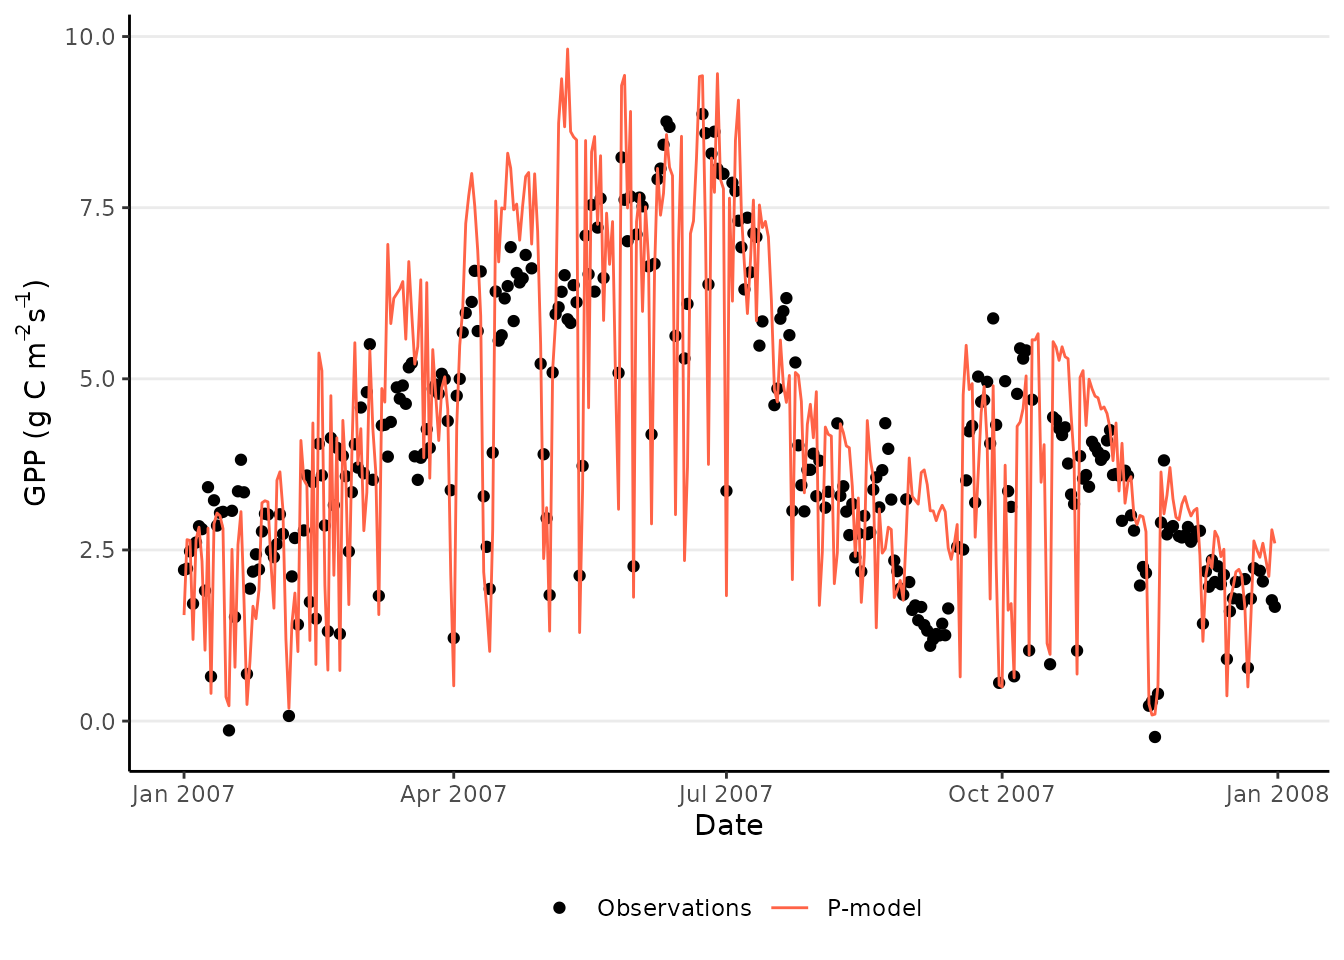 GPP (g C m⁻²s⁻¹)
10.0
7.5
5.0
2.5
0.0
Jan 2007 Apr 2007 Jul 2007 Oct 2007 Jan 2008
Date
Observations P-model